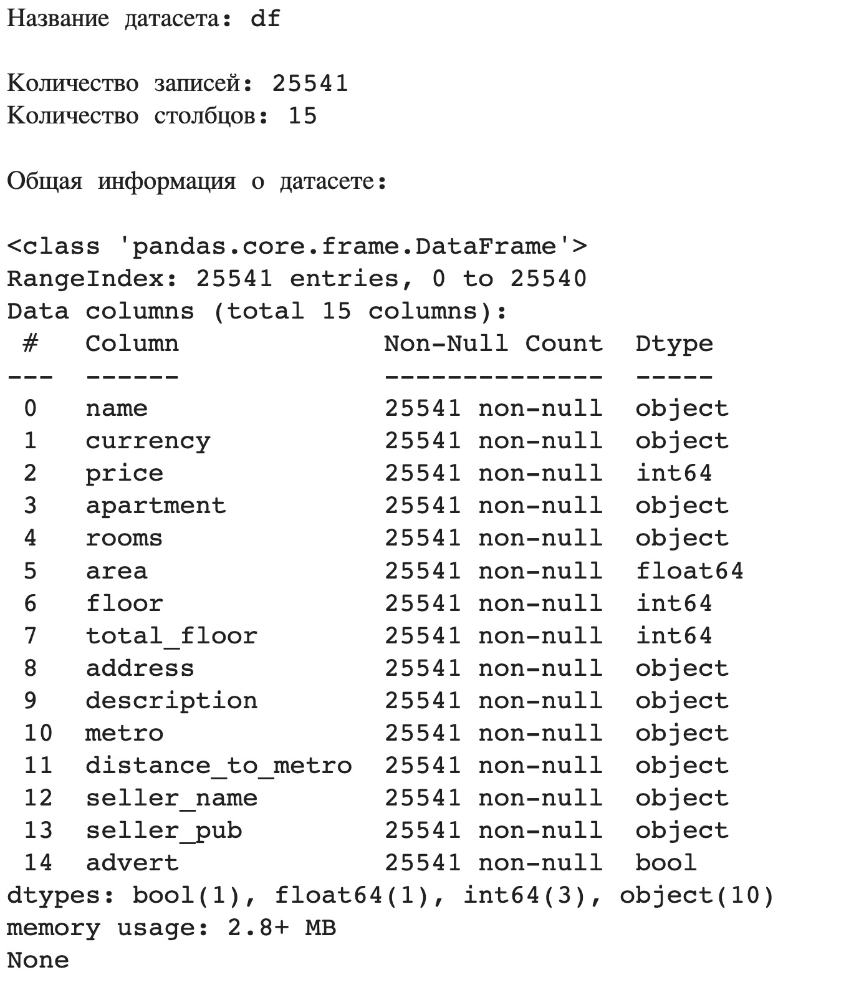 Название датасета: df
Количество записей: 25541
Количество столбцов: 15
Общая информация о датасете:
<class 'pandas.core.frame.DataFrame'>
RangeIndex: 25541 entries, 0 to 25540
Data columns (total 15 columns):
 #   Column             Non-Null Count  Dtype
---  ------             --------------  -----
 0   name               25541 non-null  object
 1   currency           25541 non-null  object
 2   price              25541 non-null  int64
 3   apartment          25541 non-null  object
 4   rooms              25541 non-null  object
 5   area               25541 non-null  float64
 6   floor              25541 non-null  int64
 7   total_floor        25541 non-null  int64
 8   address            25541 non-null  object
 9   description        25541 non-null  object
 10  metro              25541 non-null  object
 11  distance_to_metro  25541 non-null  object
 12  seller_name        25541 non-null  object
 13  seller_pub         25541 non-null  object
 14  advert             25541 non-null  bool
dtypes: bool(1), float64(1), int64(3), object(10)
memory usage: 2.8+ MB
None